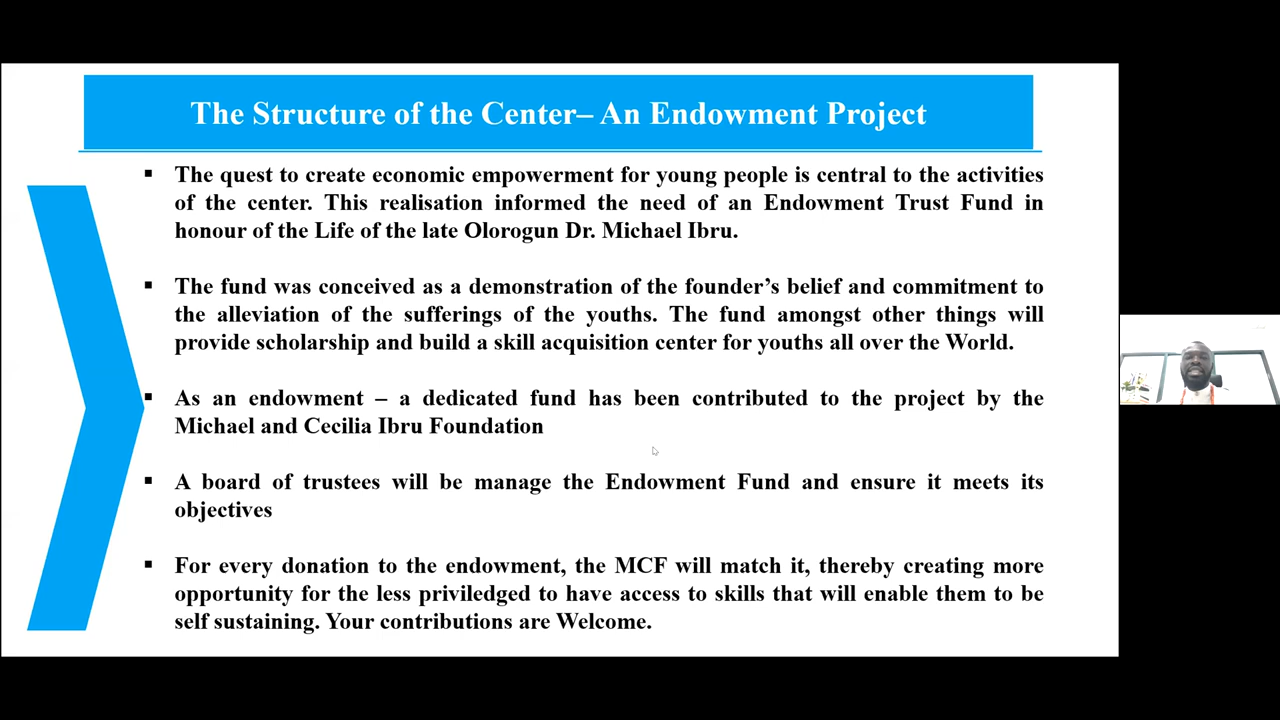 The Structure of the Center– An Endowment Project
▪ The quest to create economic empowerment for young people is central to the activities
of the center. This realisation informed the need of an Endowment Trust Fund in
honour of the Life of the late Olorogun Dr. Michael Ibru.
▪ The fund was conceived as a demonstration of the founder’s belief and commitment to
the alleviation of the sufferings of the youths. The fund amongst other things will
provide scholarship and build a skill acquisition center for youths all over the World.
▪ As an endowment – a dedicated fund has been contributed to the project by the
Michael and Cecilia Ibru Foundation
▪ A board of trustees will be manage the Endowment Fund and ensure it meets its
objectives
▪ For every donation to the endowment, the MCF will match it, thereby creating more
opportunity for the less priviledged to have access to skills that will enable them to be
self sustaining. Your contributions are Welcome.